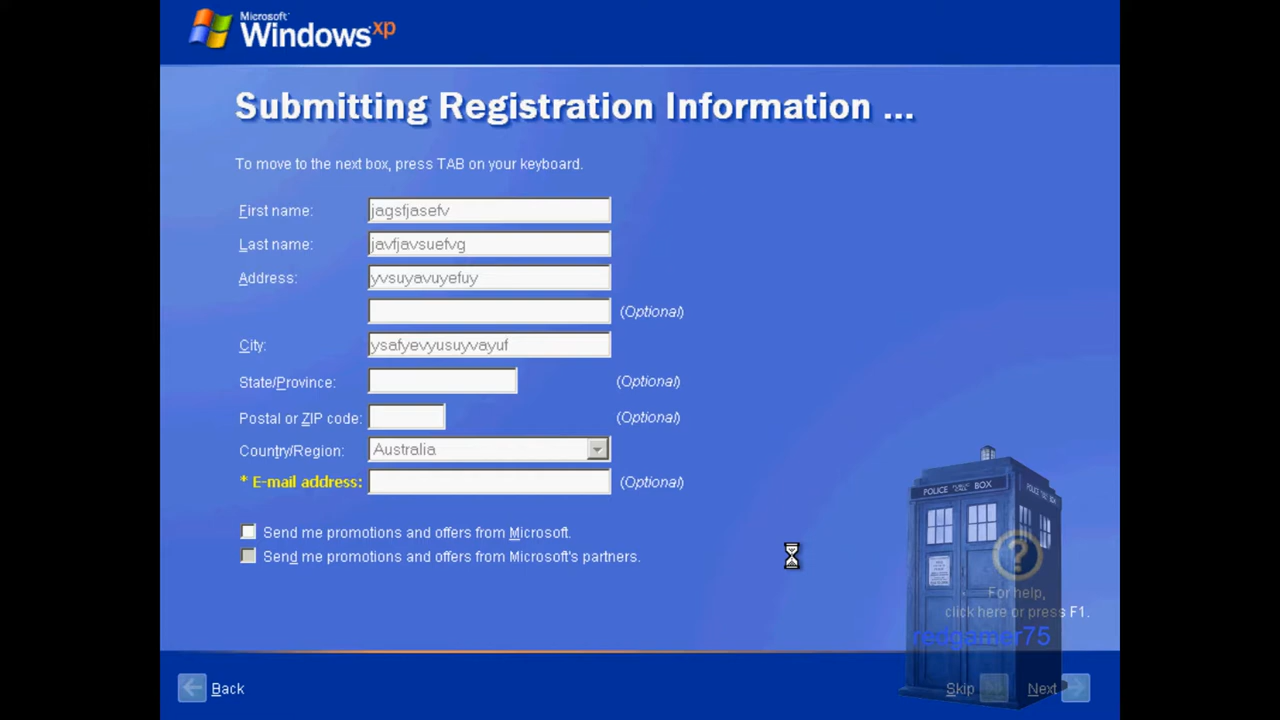 Microsoft®
Windows xp
Submitting Registration Information ...
To move to the next box, press TAB on your keyboard.
First name: jagsfjasefv
Last name: javfjavsuefvg
Address: yvsuyavuyefuy
(Optional)
City: ysafyevyusuyvayuf
State/Province: (Optional)
Postal or ZIP code: (Optional)
Country/Region: Australia
* E-mail address: (Optional)
Send me promotions and offers from Microsoft.
Send me promotions and offers from Microsoft's partners.
POLICE PUBLIC CALL BOX
?
For help,
click here or press F1.
Back
Skip
Next